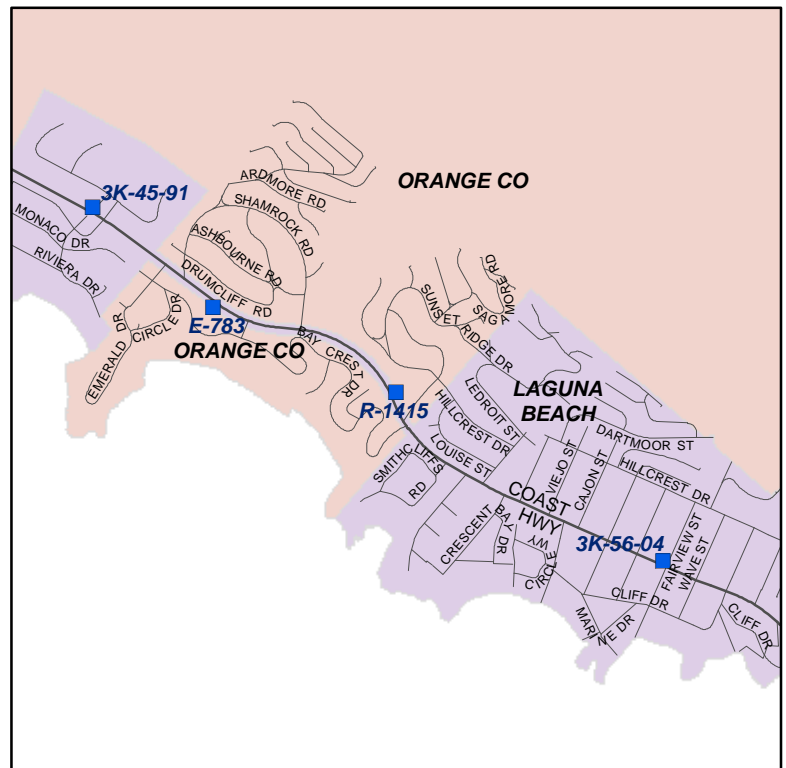 ORANGE CO
ARDMORE RD
3K-45-91
SHAMROCK RD
MONACO DR
ASHBOURNE RD
RIVIERA DR
DRUMCLIFF RD
SAGAMORE RD
SUNSET RIDGE DR
EMERALD DR
CIRCLE DR
E-783
ORANGE CO
BAY CREST DR
R-1415
LAGUNA
BEACH
LEDROIT ST
HILLCREST DR
LOUISE ST
DARTMOOR ST
SMITHCLIFFS
RD
VIEJO ST
CAJON ST
HILLCREST DR
COAST
HWY
CRESCENT
BAY DR
CIRCLE WY
3K-56-04
FAIRVIEW ST
WAVE ST
CLIFF DR
MARINE DR
CLIFF DR